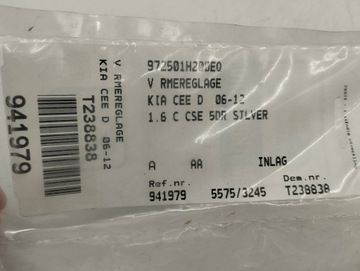 972501H200EQ
V RMEREGLAGE
KIA CEE D 06-12
1.6 C CSE 5DR SILVER
A AA INLAG
Ref.nr. Dem.nr.
941979 5575/3245 T238838
V RMEREGLAGE
KIA CEE D 06-12
T238838
941979